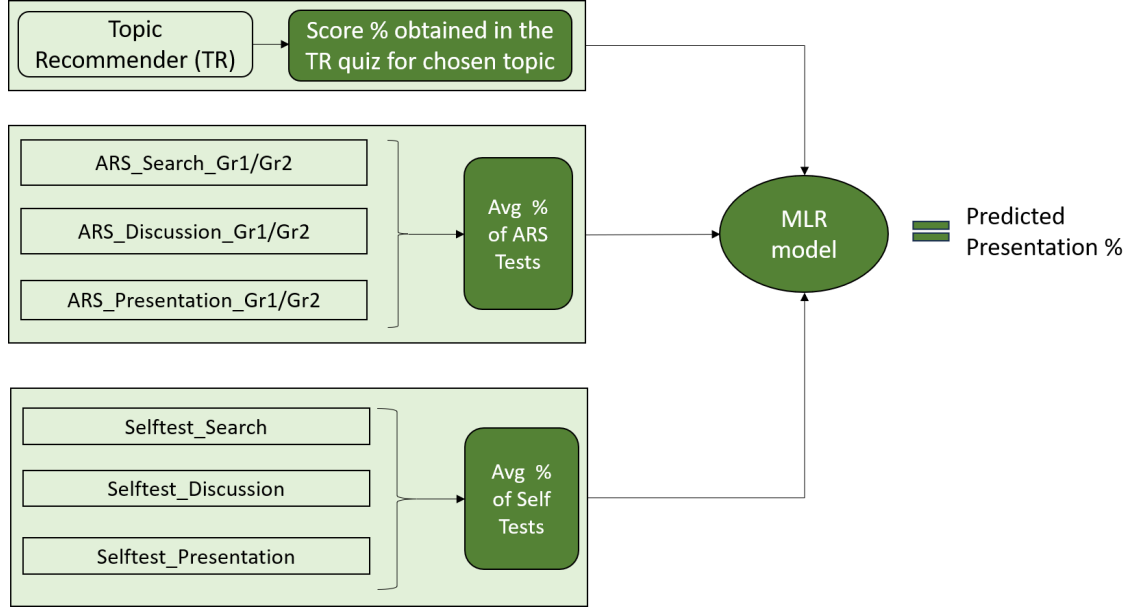 Topic
Recommender (TR)
Score % obtained in the
TR quiz for chosen topic
ARS_Search_Gr1/Gr2
ARS_Discussion_Gr1/Gr2
ARS_Presentation_Gr1/Gr2
Avg %
of ARS
Tests
MLR
model
Predicted
Presentation %
Selftest_Search
Selftest_Discussion
Selftest_Presentation
Avg %
of Self
Tests